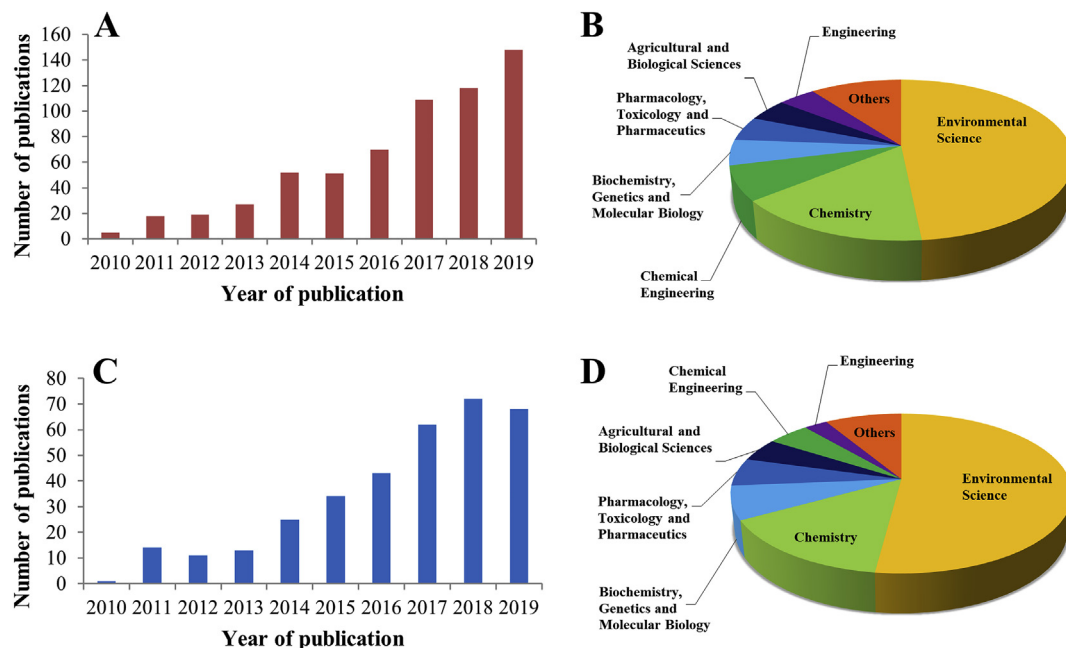 A
Number of publications
160
140
120
100
80
60
40
20
0
2010 2011 2012 2013 2014 2015 2016 2017 2018 2019
Year of publication
B
Engineering
Agricultural and
Biological Sciences
Others
Pharmacology,
Toxicology and
Pharmaceutics
Environmental
Science
Biochemistry,
Genetics and
Molecular Biology
Chemistry
Chemical
Engineering
C
Number of publications
80
70
60
50
40
30
20
10
0
2010 2011 2012 2013 2014 2015 2016 2017 2018 2019
Year of publication
D
Engineering
Chemical
Engineering
Others
Agricultural and
Biological Sciences
Environmental
Science
Pharmacology,
Toxicology and
Pharmaceutics
Chemistry
Biochemistry,
Genetics and
Molecular Biology